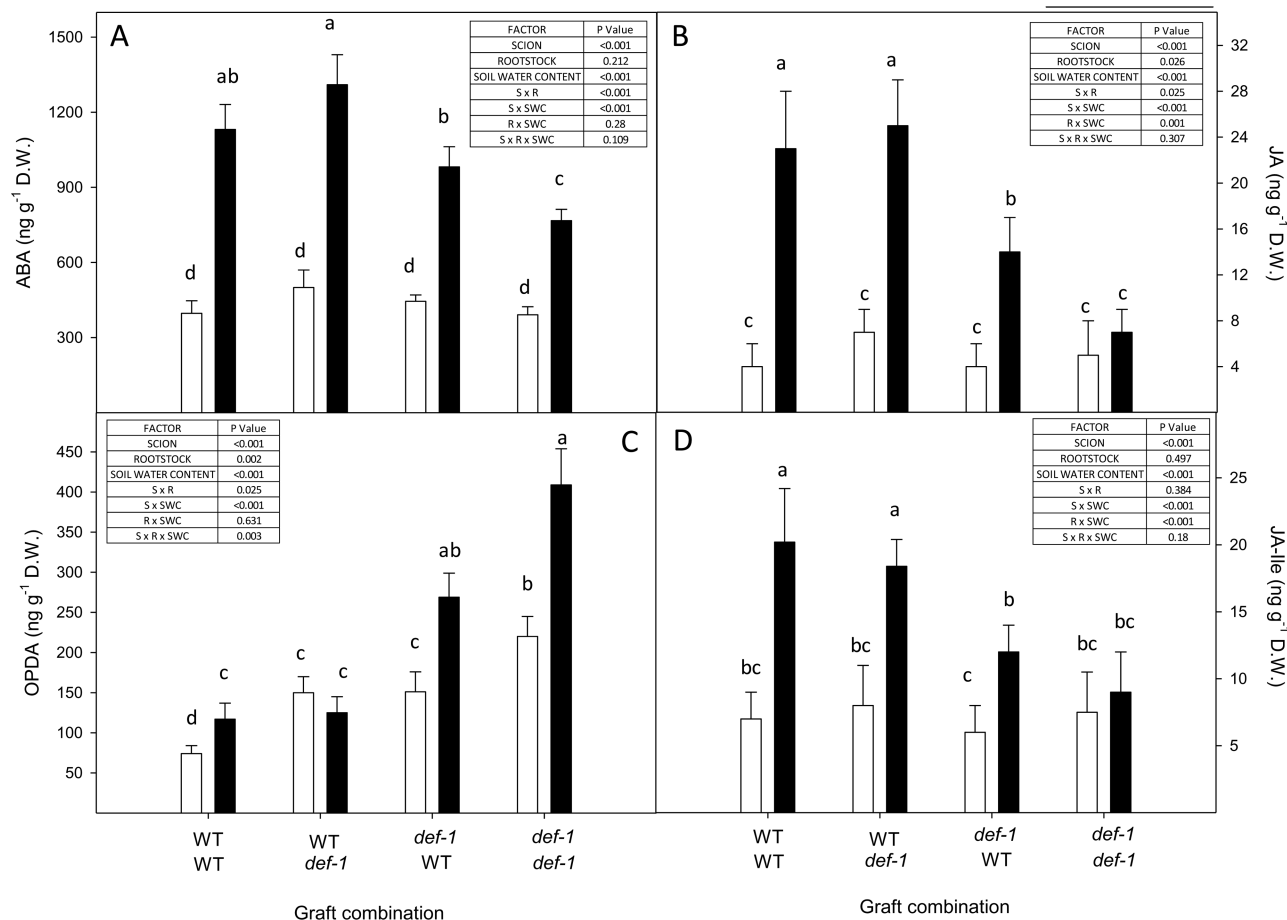 A
ABA (ng g⁻¹ D.W.)
1500
1200
900
600
300
d
ab
d
a
d
b
d
c
FACTOR P Value
SCION <0.001
ROOTSTOCK 0.212
SOIL WATER CONTENT <0.001
S x R <0.001
S x SWC <0.001
R x SWC 0.28
S x R x SWC 0.109
B
JA (ng g⁻¹ D.W.)
32
28
24
20
16
12
8
4
c
a
c
a
c
b
c
c
FACTOR P Value
SCION <0.001
ROOTSTOCK 0.026
SOIL WATER CONTENT <0.001
S x R 0.025
S x SWC <0.001
R x SWC 0.001
S x R x SWC 0.307
C
OPDA (ng g⁻¹ D.W.)
450
400
350
300
250
200
150
100
50
d
c
c
c
c
ab
b
a
FACTOR P Value
SCION <0.001
ROOTSTOCK 0.002
SOIL WATER CONTENT <0.001
S x R 0.025
S x SWC <0.001
R x SWC 0.631
S x R x SWC 0.003
WT WT def-1 def-1
WT def-1 WT def-1
Graft combination
D
JA-Ile (ng g⁻¹ D.W.)
25
20
15
10
5
bc
a
bc
a
c
b
bc
bc
FACTOR P Value
SCION <0.001
ROOTSTOCK 0.497
SOIL WATER CONTENT <0.001
S x R 0.384
S x SWC <0.001
R x SWC <0.001
S x R x SWC 0.18
WT WT def-1 def-1
WT def-1 WT def-1
Graft combination